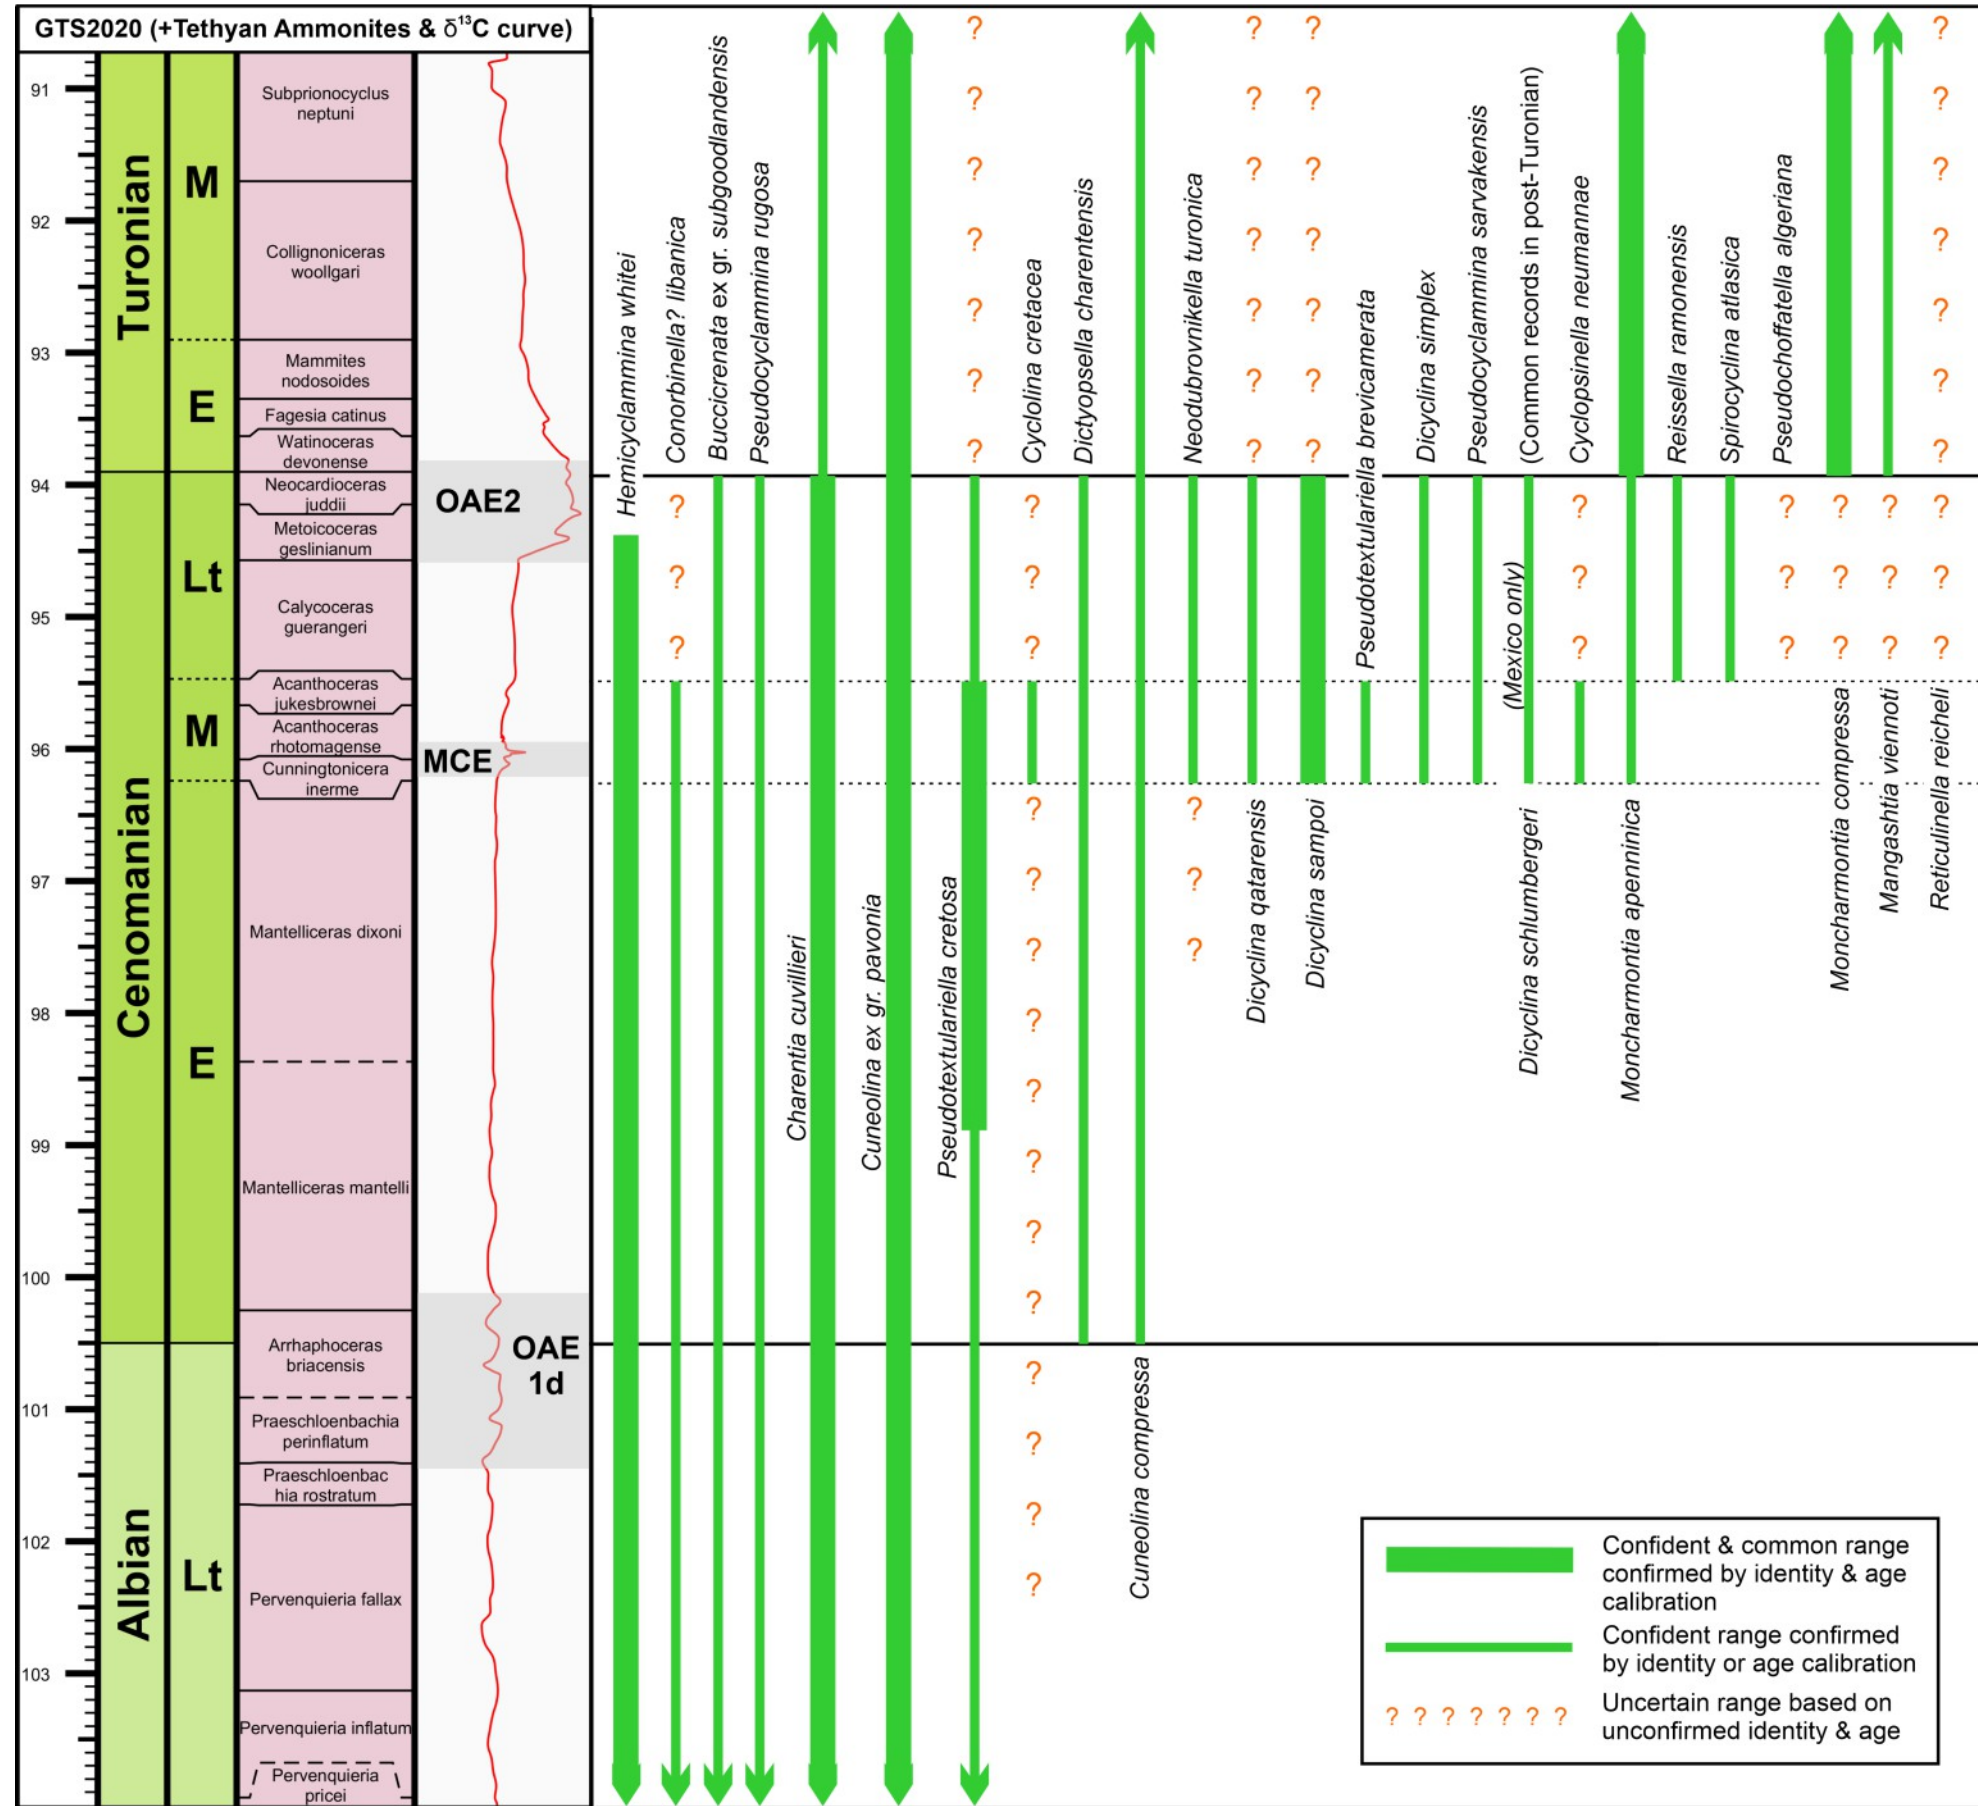 GTS2020 (+Tethyan Ammonites & δ¹³C curve)
91
92
93
94
95
96
97
98
99
100
101
102
103
Turonian
Cenomanian
Albian
M
E
Lt
M
E
Lt
Subprionocyclus
neptuni
Collignoniceras
woollgari
Mammites
nodosoides
Fagesia catinus
Watinoceras
devonense
Neocardioceras
juddii
Metoicoceras
geslinianum
Calycoceras
guerangeri
Acanthoceras
jukesbrownei
Acanthoceras
rhotomagense
Cunningtonicera
inerme
Mantelliceras dixoni
Mantelliceras mantelli
Arrhaphoceras
briacensis
Praeschloenbachia
perinflatum
Praeschloenbac
hia rostratum
Pervenquieria fallax
Pervenquieria inflatum
Pervenquieria
pricei
OAE2
MCE
OAE
1d
Hemicyclammina whitei
Conorbinella? libanica
Buccicrenata ex gr. subgoodlandensis
Pseudocyclammina rugosa
Charentia cuvillieri
Cuneolina ex gr. pavonia
Pseudotextulariella cretosa
Cyclolina cretacea
Dictyopsella charentensis
Cuneolina compressa
Neodubrovnikella turonica
Dicyclina qatarensis
Dicyclina sampoi
Pseudotextulariella brevicamerata
Dicyclina simplex
Pseudocyclammina sarvakensis
(Common records in post-Turonian)
(Mexico only)
Dicyclina schlumbergeri
Cyclopsinella neumannae
Moncharmontia apenninica
Reissella ramonensis
Spirocyclina atlasica
Pseudochoffatella algeriana
Moncharmontia compressa
Mangashtia viennoti
Reticulinella reicheli
Confident & common range
confirmed by identity & age
calibration
Confident range confirmed
by identity or age calibration
? ? ? ? ? ? ?
Uncertain range based on
unconfirmed identity & age